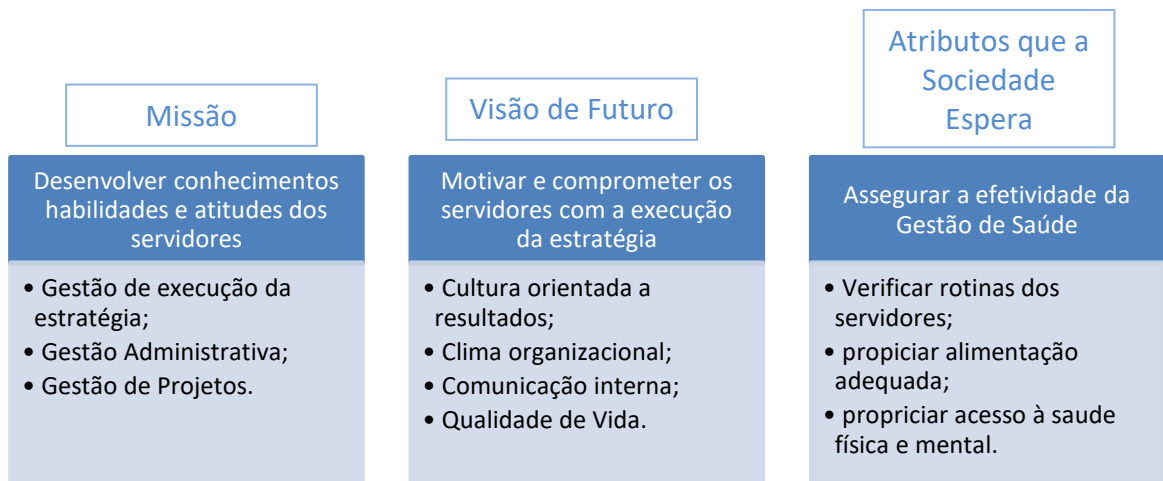 Missão
Desenvolver conhecimentos
habilidades e atitudes dos
servidores
• Gestão de execução da
estratégia;
• Gestão Administrativa;
• Gestão de Projetos.
Visão de Futuro
Motivar e comprometer os
servidores com a execução
da estratégia
• Cultura orientada a
resultados;
• Clima organizacional;
• Comunicação interna;
• Qualidade de Vida.
Atributos que a
Sociedade
Espera
Assegurar a efetividade da
Gestão de Saúde
• Verificar rotinas dos
servidores;
• propiciar alimentação
adequada;
• propriciar acesso à saude
física e mental.